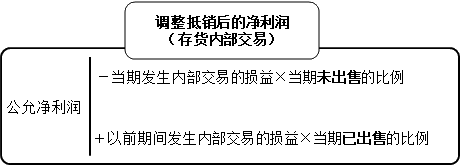 调整抵销后的净利润
（存货内部交易）
－当期发生内部交易的损益×当期未出售的比例
公允净利润
＋以前期间发生内部交易的损益×当期已出售的比例